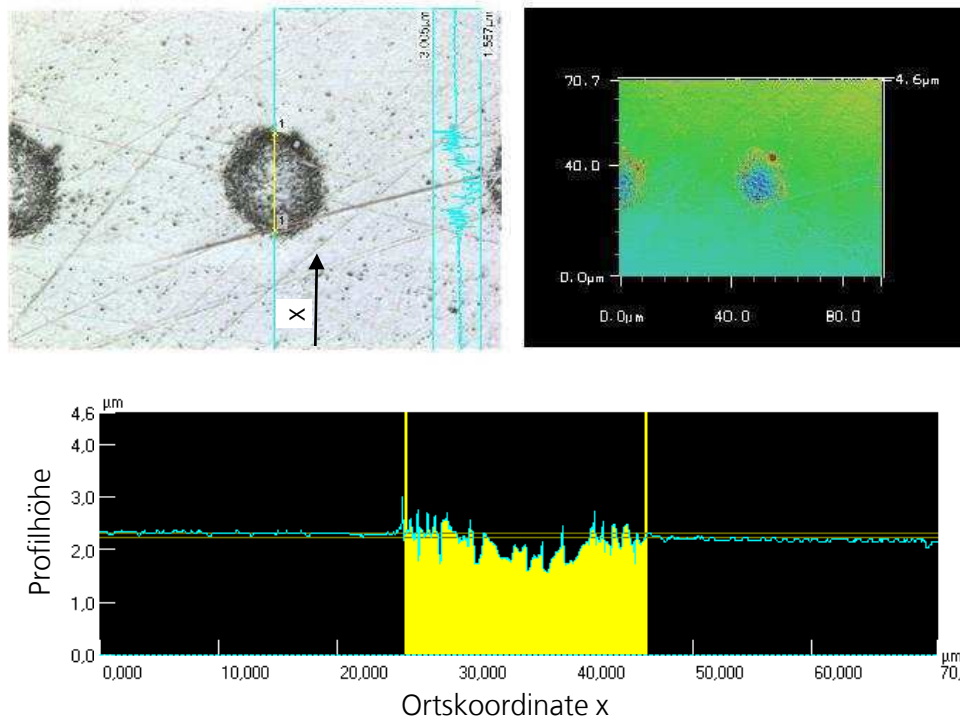 3.005µm
1.557µm
1
1
X
70.7
4.6µm
40.0
0.0µm
0.0µm
40.0
80.0
µm
4,6
4,0
3,0
2,0
1,0
0,0
Profilhöhe
0,000 10,000 20,000 30,000 40,000 50,000 60,000 70,
µm
Ortskoordinate x